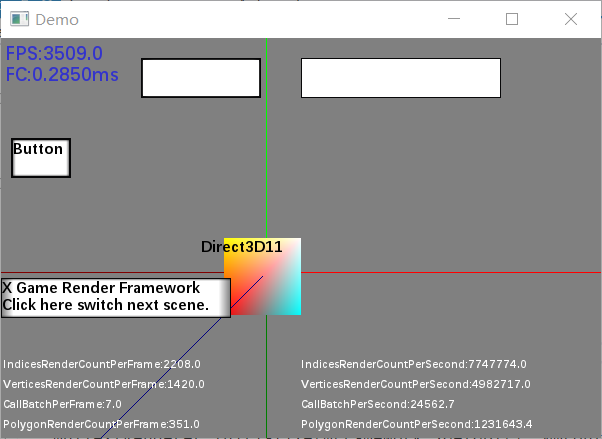 Demo
FPS:3509.0
FC:0.2850ms
Button
Direct3D11
X Game Render Framework
Click here switch next scene.
IndicesRenderCountPerFrame:2208.0
IndicesRenderCountPerSecond:7747774.0
VerticesRenderCountPerFrame:1420.0
VerticesRenderCountPerSecond:4982717.0
CallBatchPerFrame:7.0
CallBatchPerSecond:24562.7
PolygonRenderCountPerFrame:351.0
PolygonRenderCountPerSecond:1231643.4